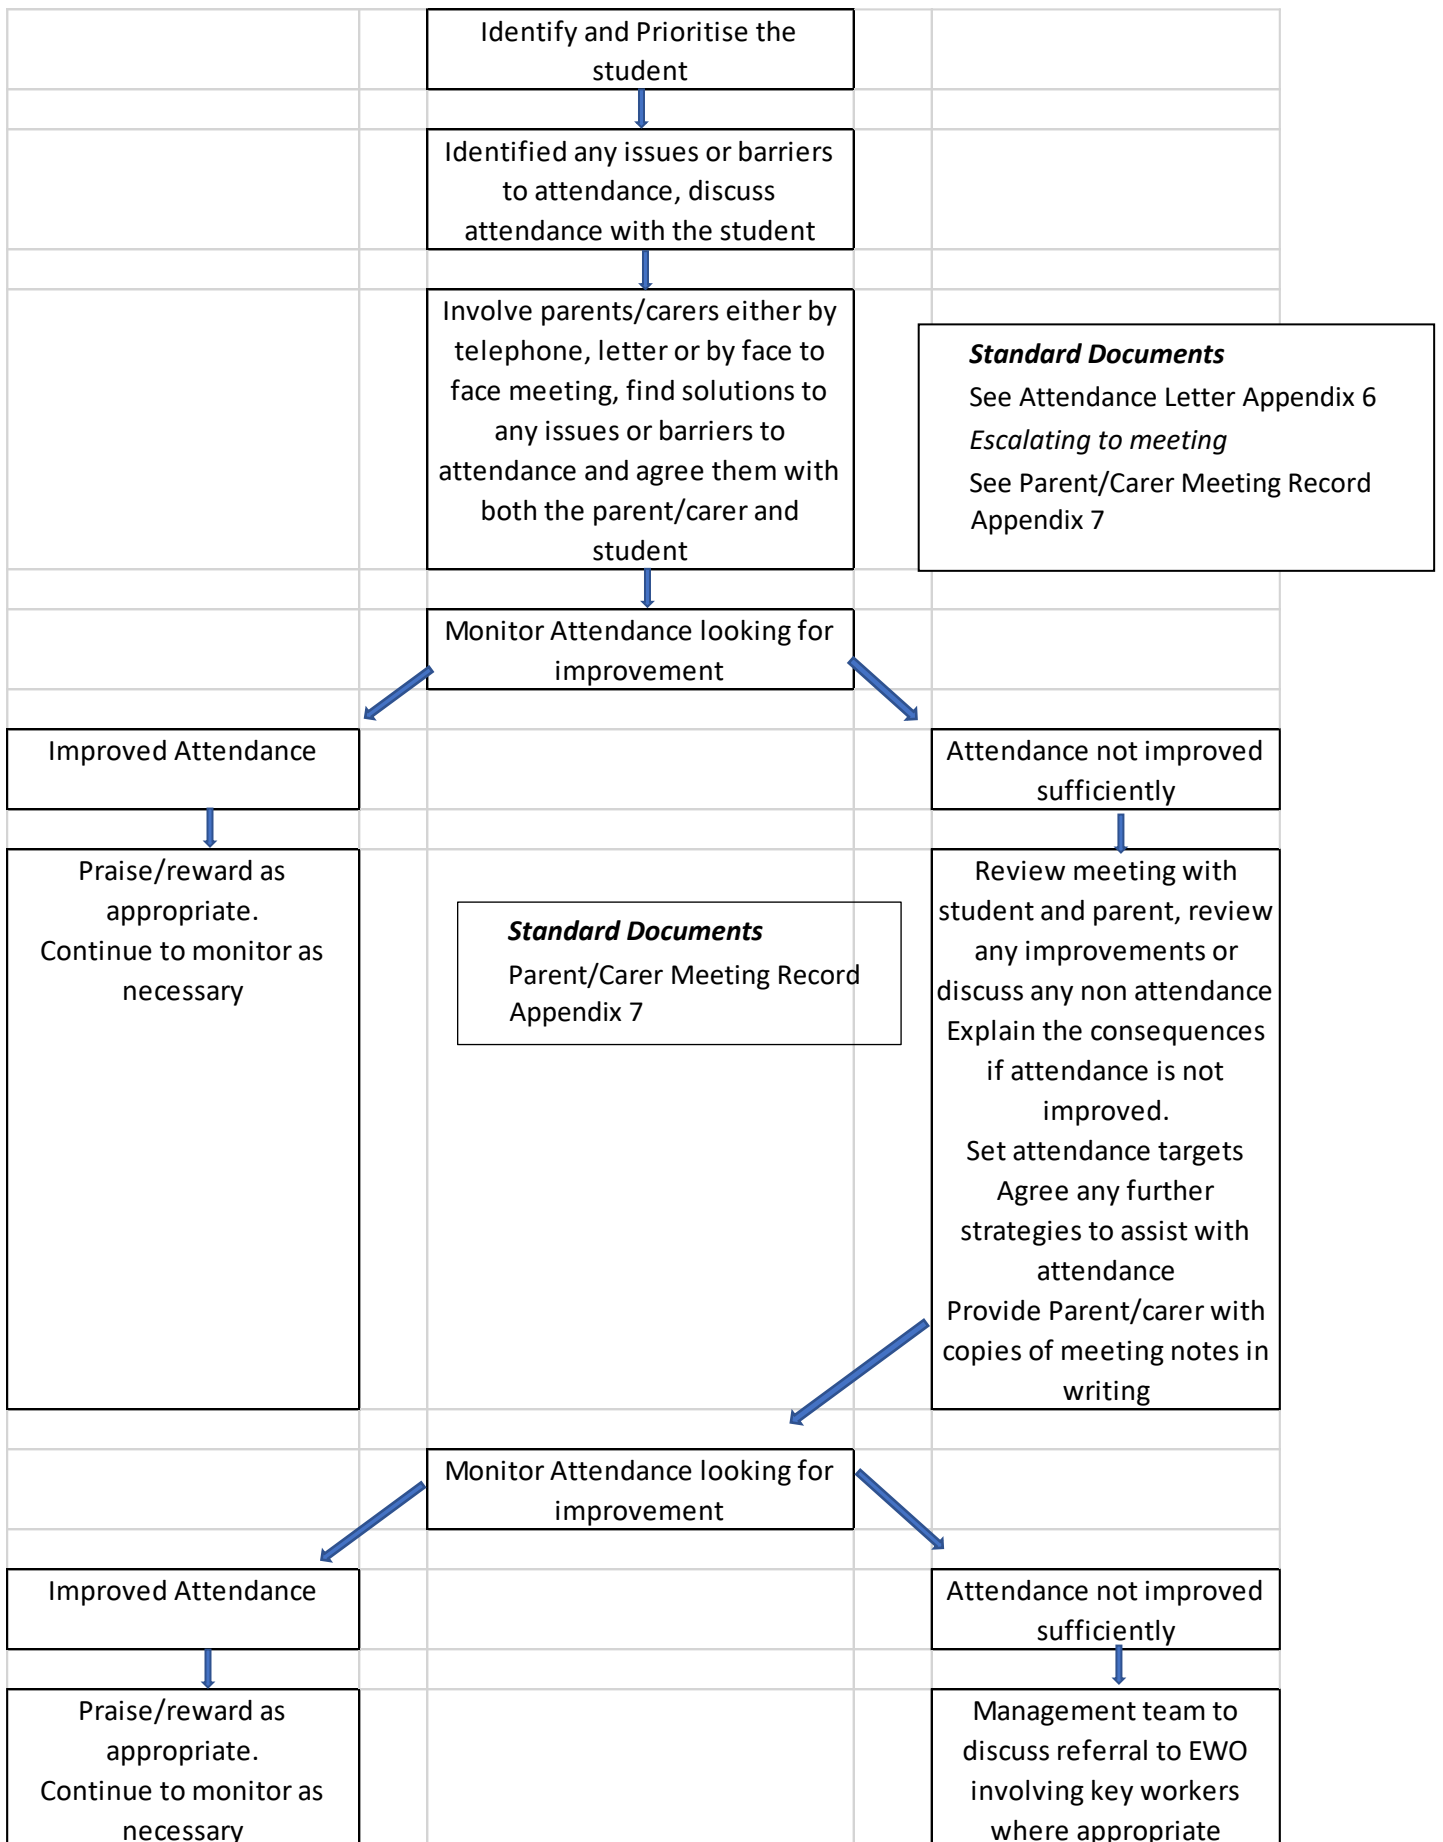 Identify and Prioritise the
student
Identified any issues or barriers
to attendance, discuss
attendance with the student
Involve parents/carers either by
telephone, letter or by face to
face meeting, find solutions to
any issues or barriers to
attendance and agree them with
both the parent/carer and
student
Standard Documents
See Attendance Letter Appendix 6
Escalating to meeting
See Parent/Carer Meeting Record
Appendix 7
Monitor Attendance looking for
improvement
Improved Attendance
Attendance not improved
sufficiently
Praise/reward as
appropriate.
Continue to monitor as
necessary
Standard Documents
Parent/Carer Meeting Record
Appendix 7
Review meeting with
student and parent, review
any improvements or
discuss any non attendance
Explain the consequences
if attendance is not
improved.
Set attendance targets
Agree any further
strategies to assist with
attendance
Provide Parent/carer with
copies of meeting notes in
writing
Monitor Attendance looking for
improvement
Improved Attendance
Attendance not improved
sufficiently
Praise/reward as
appropriate.
Continue to monitor as
necessary
Management team to
discuss referral to EWO
involving key workers
where appropriate